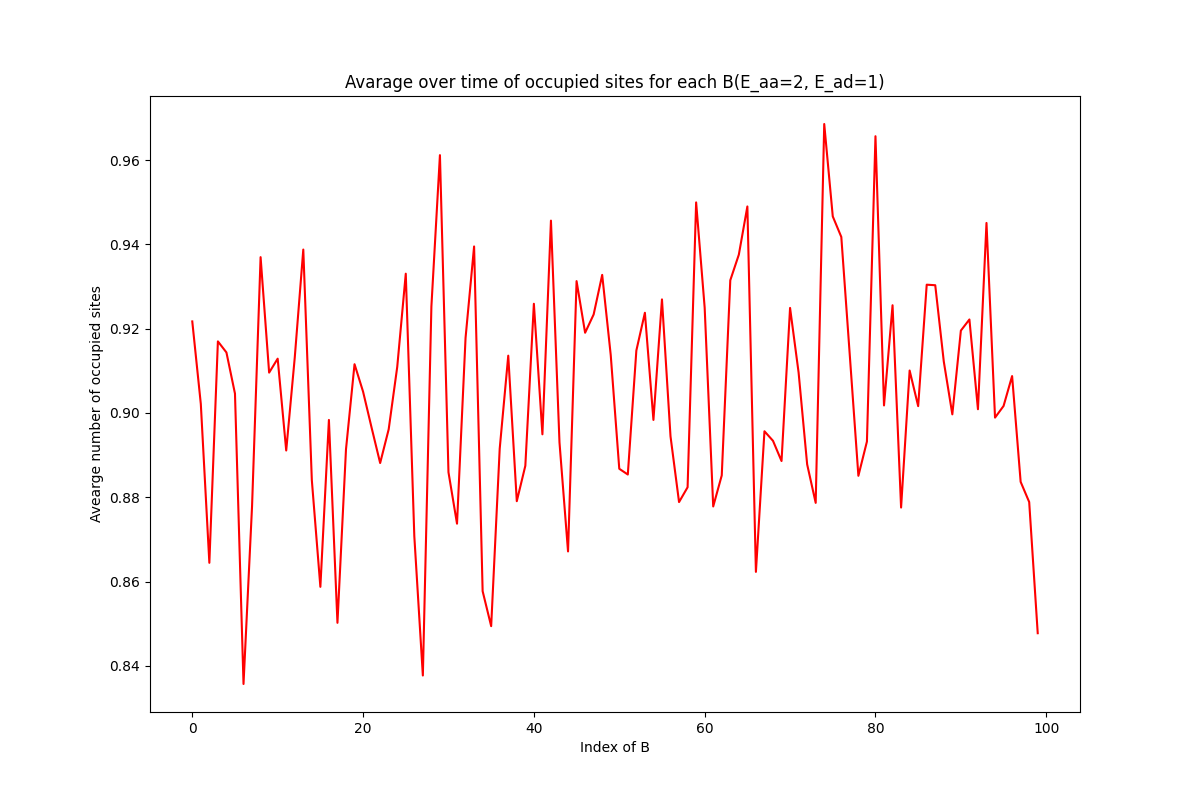 Avarage over time of occupied sites for each B(E_aa=2, E_ad=1)
0.96
0.94
0.92
0.90
0.88
0.86
0.84
Avearge number of occupied sites
0 20 40 60 80 100
Index of B